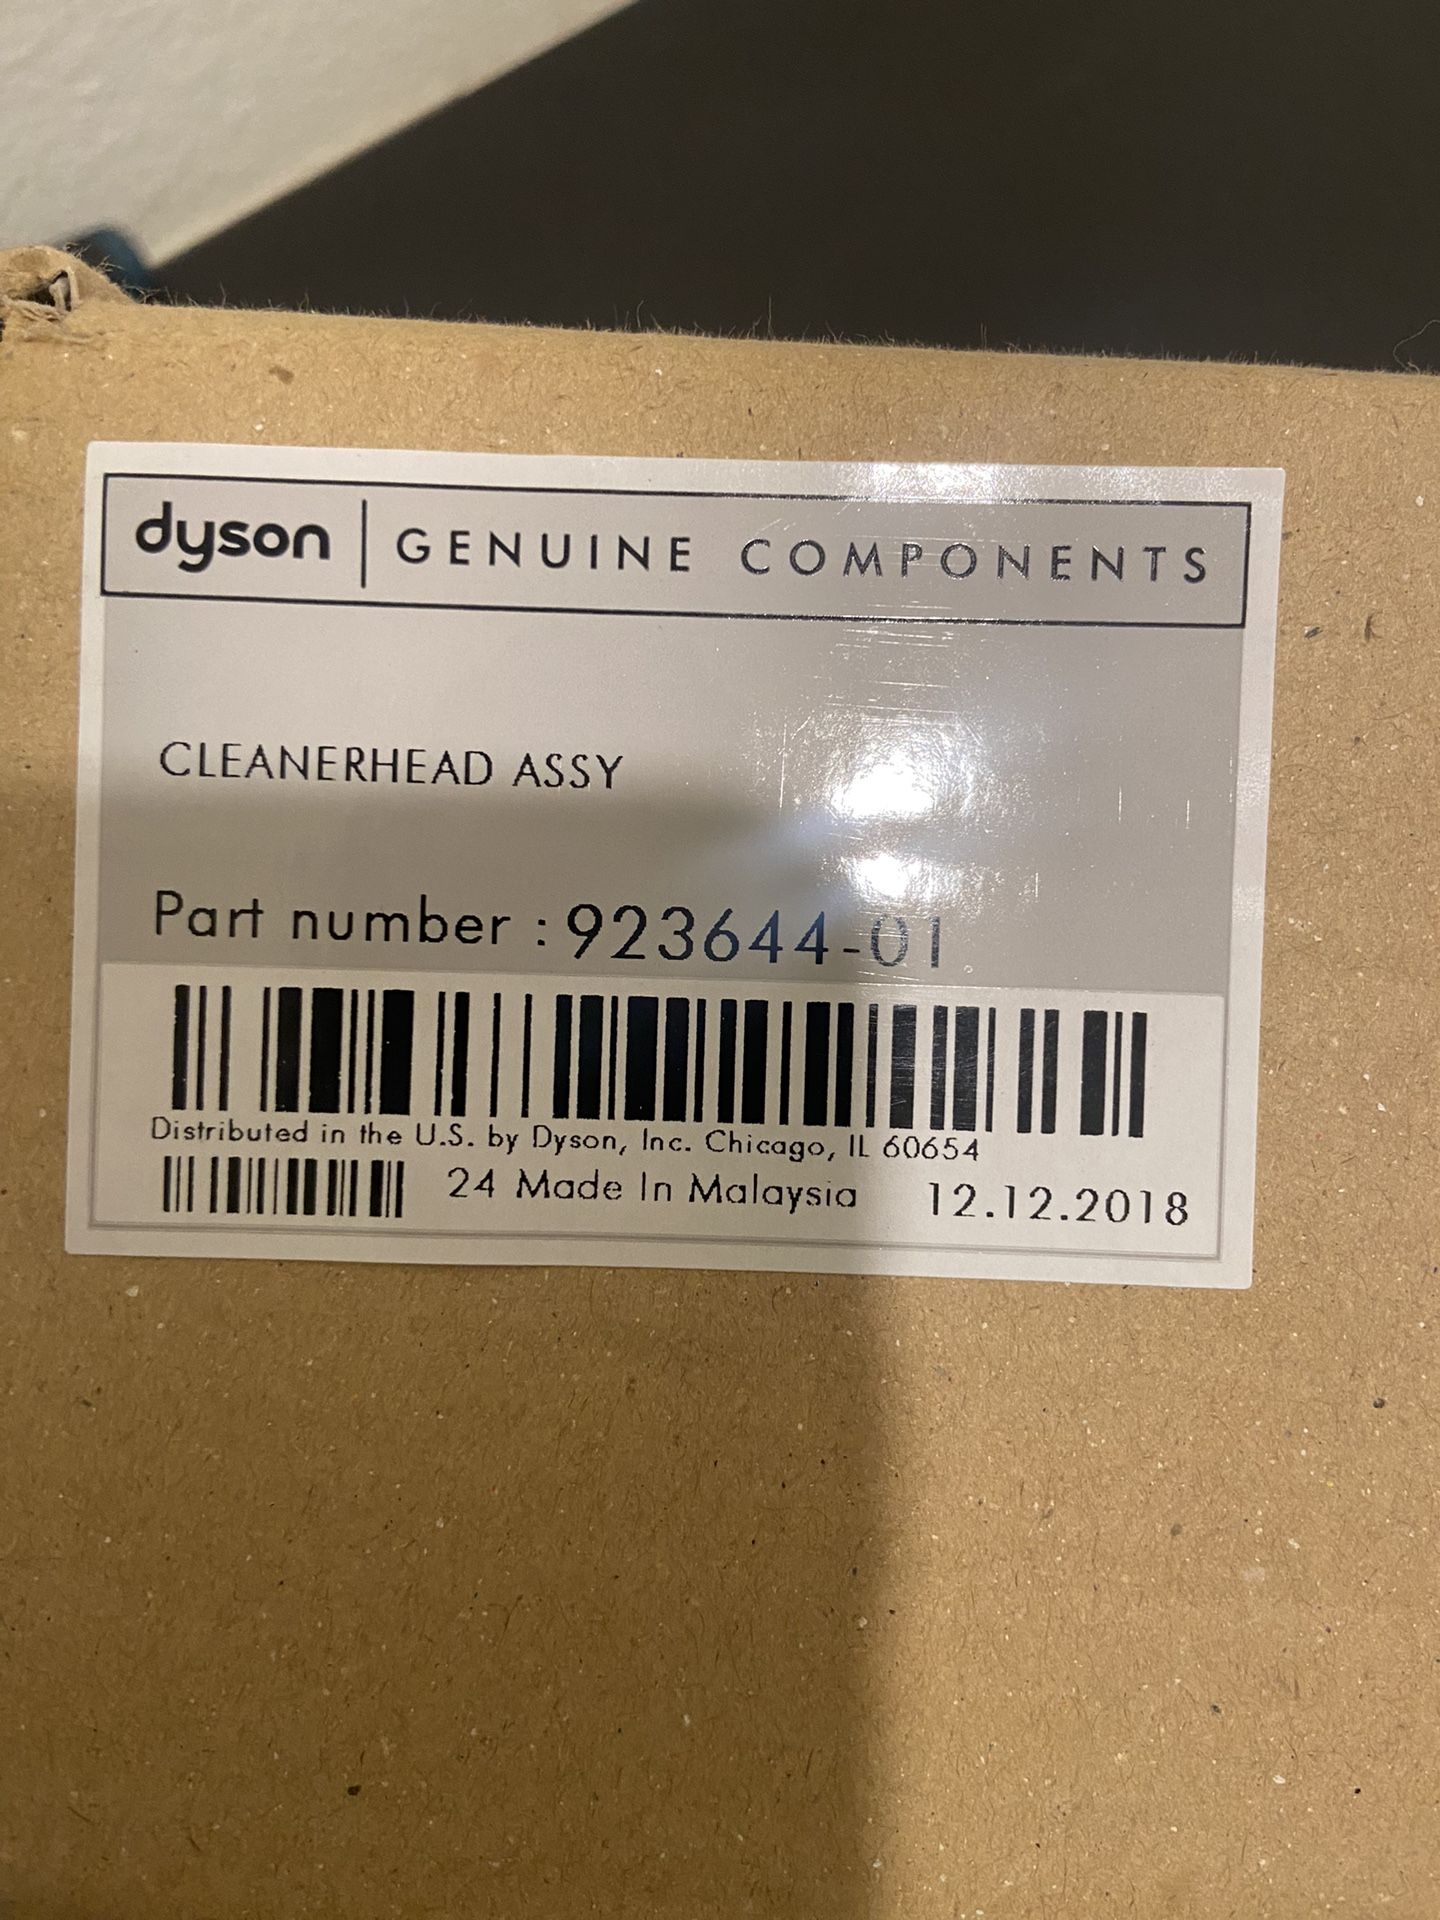 dyson | GENUINE COMPONENTS
CLEANERHEAD ASSY
Part number : 923644-01
Distributed in the U.S. by Dyson, Inc. Chicago, IL 60654
24 Made In Malaysia 12.12.2018